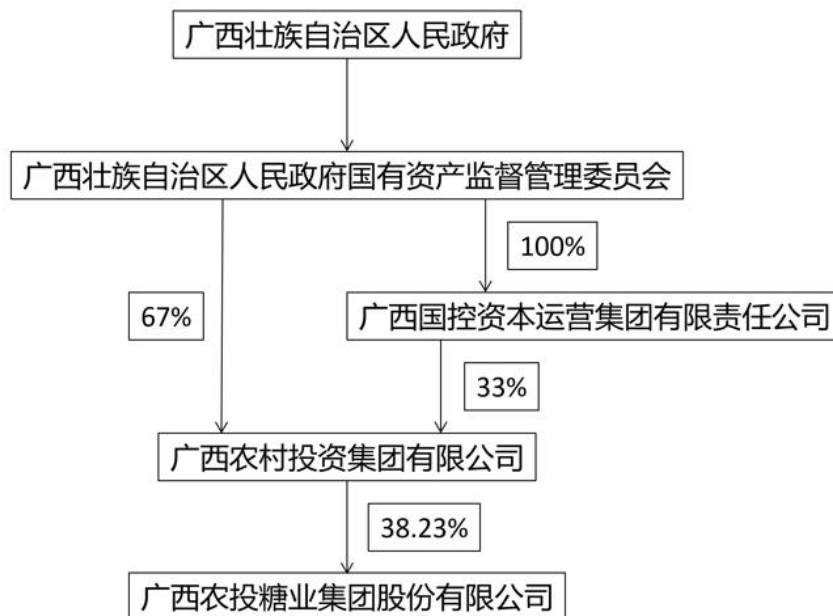 广西壮族自治区人民政府
广西壮族自治区人民政府国有资产监督管理委员会
100%
67%
广西国控资本运营集团有限责任公司
33%
广西农村投资集团有限公司
38.23%
广西农投糖业集团股份有限公司